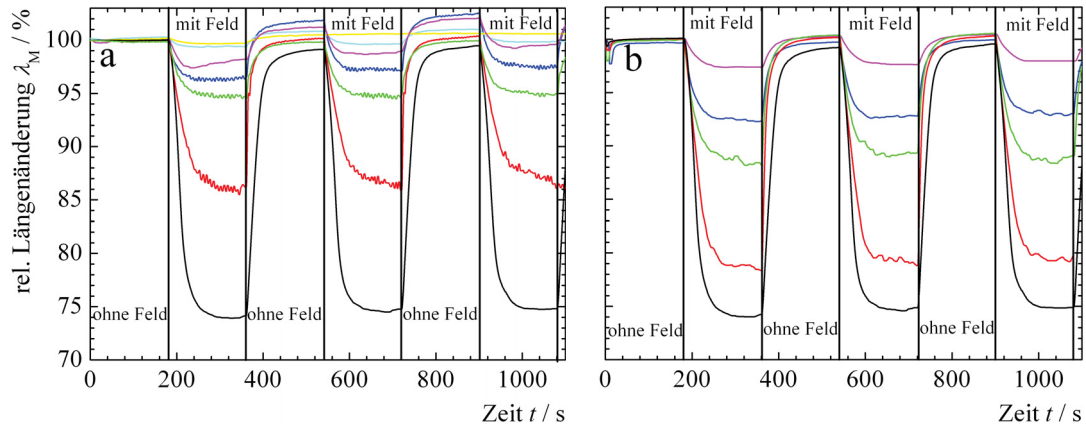 rel. Längenänderung λM / %
100
95
90
85
80
75
70
a
mit Feld
mit Feld
mit Feld
ohne Feld
ohne Feld
ohne Feld
0
200
400
600
800
1000
Zeit t / s
b
mit Feld
mit Feld
mit Feld
ohne Feld
ohne Feld
ohne Feld
0
200
400
600
800
1000
Zeit t / s